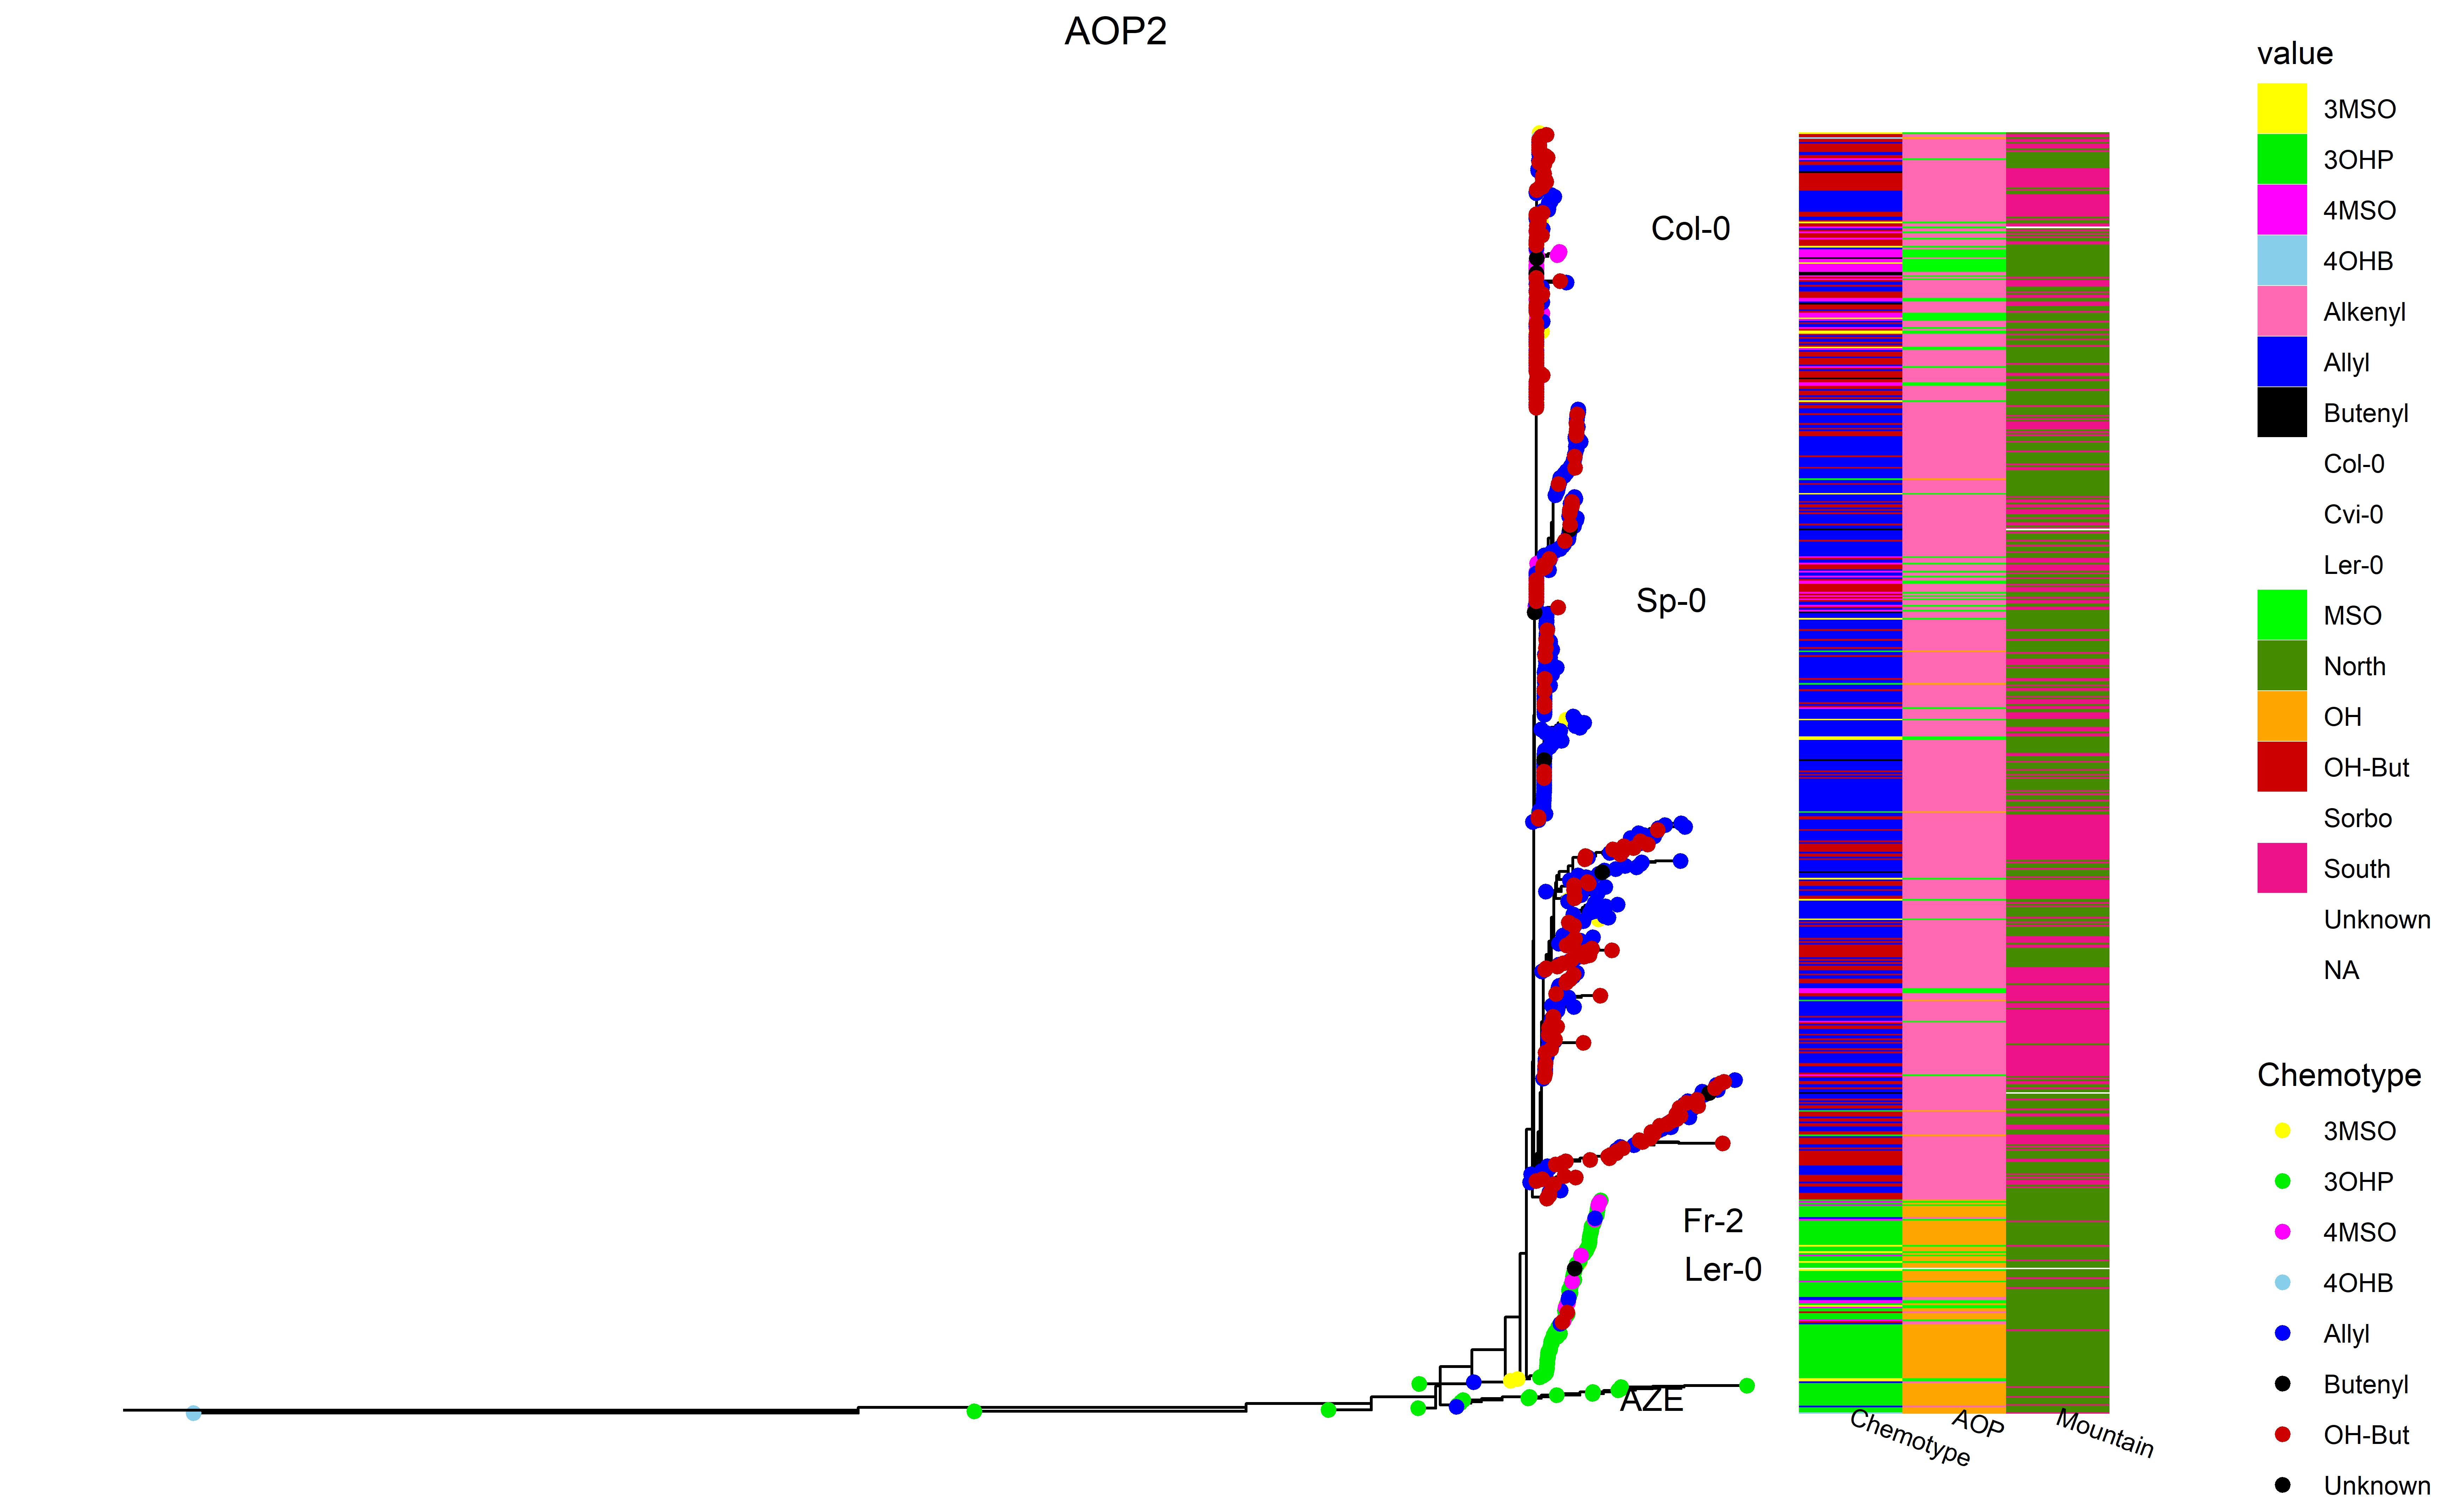 AOP2
value
3MSO
3OHP
4MSO
4OHB
Alkenyl
Allyl
Butenyl
Col-0
Cvi-0
Ler-0
MSO
North
OH
OH-But
Sorbo
South
Unknown
NA
Col-0
Sp-0
Fr-2
Ler-0
AZE
Chemotype
AOP
Mountain
Chemotype
3MSO
3OHP
4MSO
4OHB
Allyl
Butenyl
OH-But
Unknown